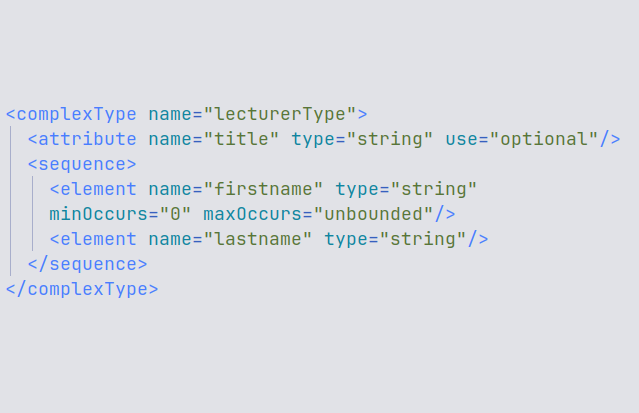 <complexType name="lecturerType">
<attribute name="title" type="string" use="optional"/>
<sequence>
<element name="firstname" type="string"
minOccurs="0" maxOccurs="unbounded"/>
<element name="lastname" type="string"/>
</sequence>
</complexType>